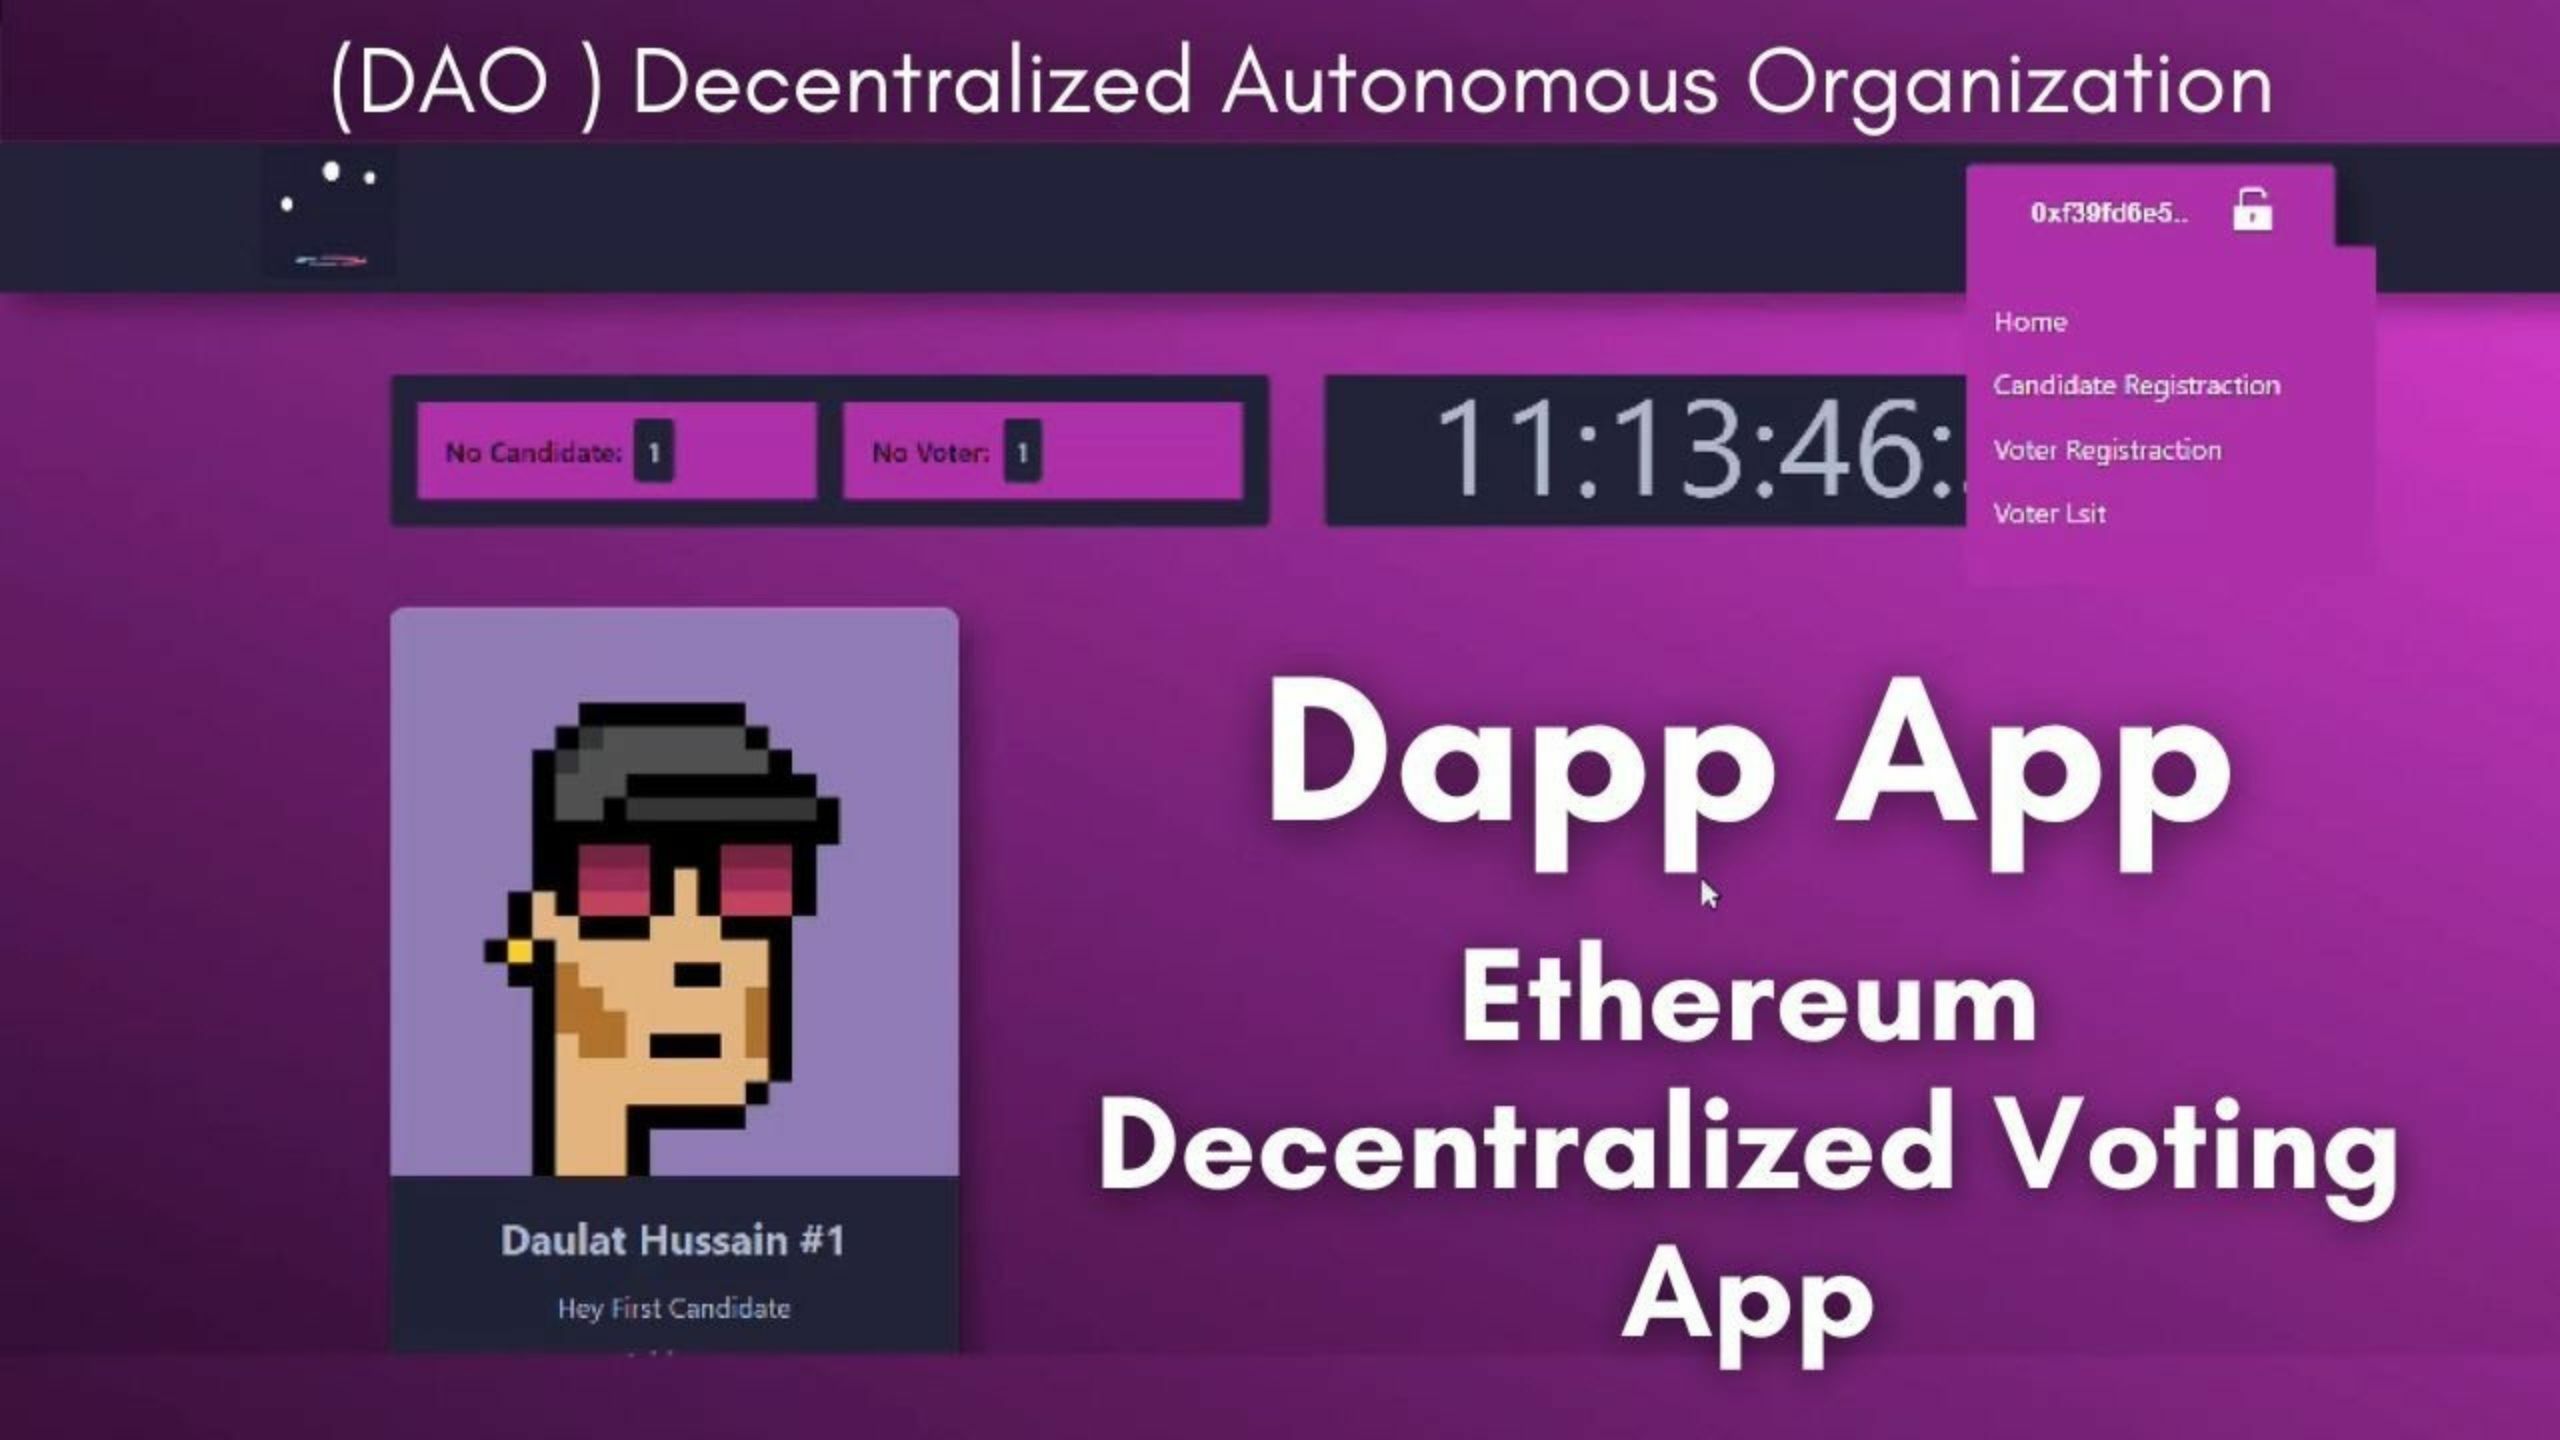 (DAO ) Decentralized Autonomous Organization
0xf39fd6e5..
Home
Candidate Registraction
Voter Registraction
Voter Lsit
No Candidate: 1
No Voter: 1
11:13:46:
Dapp App
Ethereum
Decentralized Voting
App
Daulat Hussain #1
Hey First Candidate